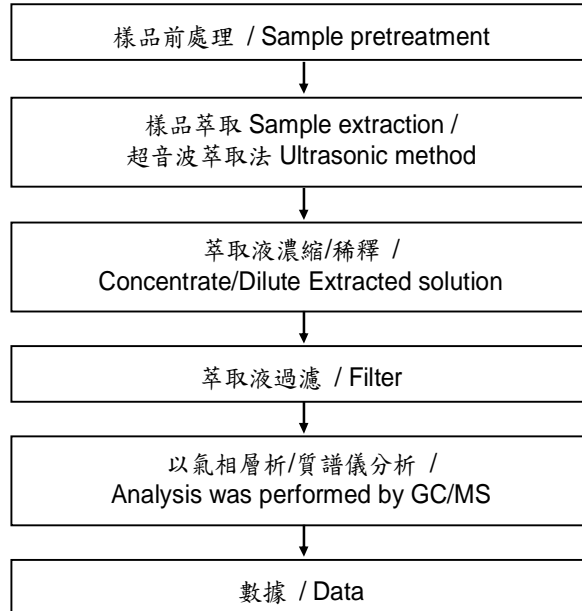 樣品前處理 / Sample pretreatment
樣品萃取 Sample extraction /
超音波萃取法 Ultrasonic method
萃取液濃縮/稀釋 /
Concentrate/Dilute Extracted solution
萃取液過濾 / Filter
以氣相層析/質譜儀分析 /
Analysis was performed by GC/MS
數據 / Data